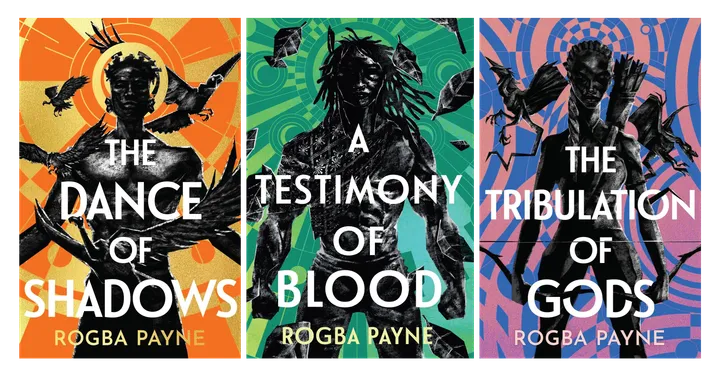 THE
DANCE
OF
SHADOWS
ROGBA PAYNE
A
TESTIMONY
OF
BLOOD
ROGBA PAYNE
THE
TRIBULATION
OF
GODS
ROGBA PAYNE